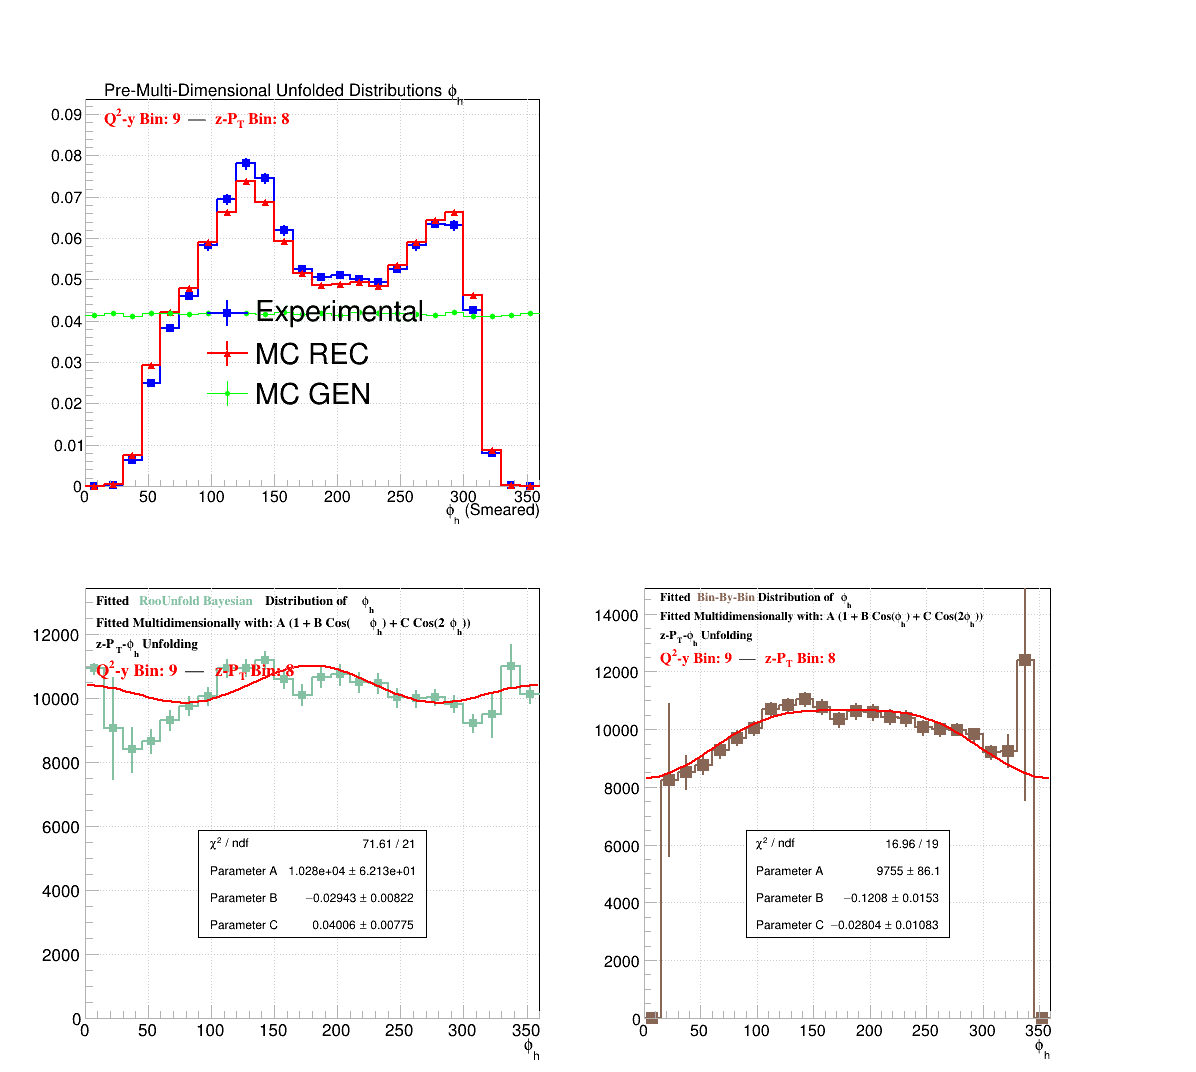 Pre-Multi-Dimensional Unfolded Distributions ϕh
Q²-y Bin: 9 — z-PT Bin: 8
0.09
0.08
0.07
0.06
0.05
0.04
0.03
0.02
0.01
0
Experimental
MC REC
MC GEN
0 50 100 150 200 250 300 350
ϕh (Smeared)
Fitted RooUnfold Bayesian Distribution of ϕh
Fitted Multidimensionally with: A (1 + B Cos( ϕh) + C Cos(2 ϕh))
z-PT-ϕh Unfolding
Q²-y Bin: 9 — z-PT Bin: 8
12000
10000
8000
6000
4000
2000
0
χ² / ndf 71.61 / 21
Parameter A 1.028e+04 ± 6.213e+01
Parameter B −0.02943 ± 0.00822
Parameter C 0.04006 ± 0.00775
0 50 100 150 200 250 300 350
ϕh
Fitted Bin-By-Bin Distribution of ϕh
Fitted Multidimensionally with: A (1 + B Cos(ϕh) + C Cos(2ϕh))
z-PT-ϕh Unfolding
Q²-y Bin: 9 — z-PT Bin: 8
14000
12000
10000
8000
6000
4000
2000
0
χ² / ndf 16.96 / 19
Parameter A 9755 ± 86.1
Parameter B −0.1208 ± 0.0153
Parameter C −0.02804 ± 0.01083
0 50 100 150 200 250 300 350
ϕh